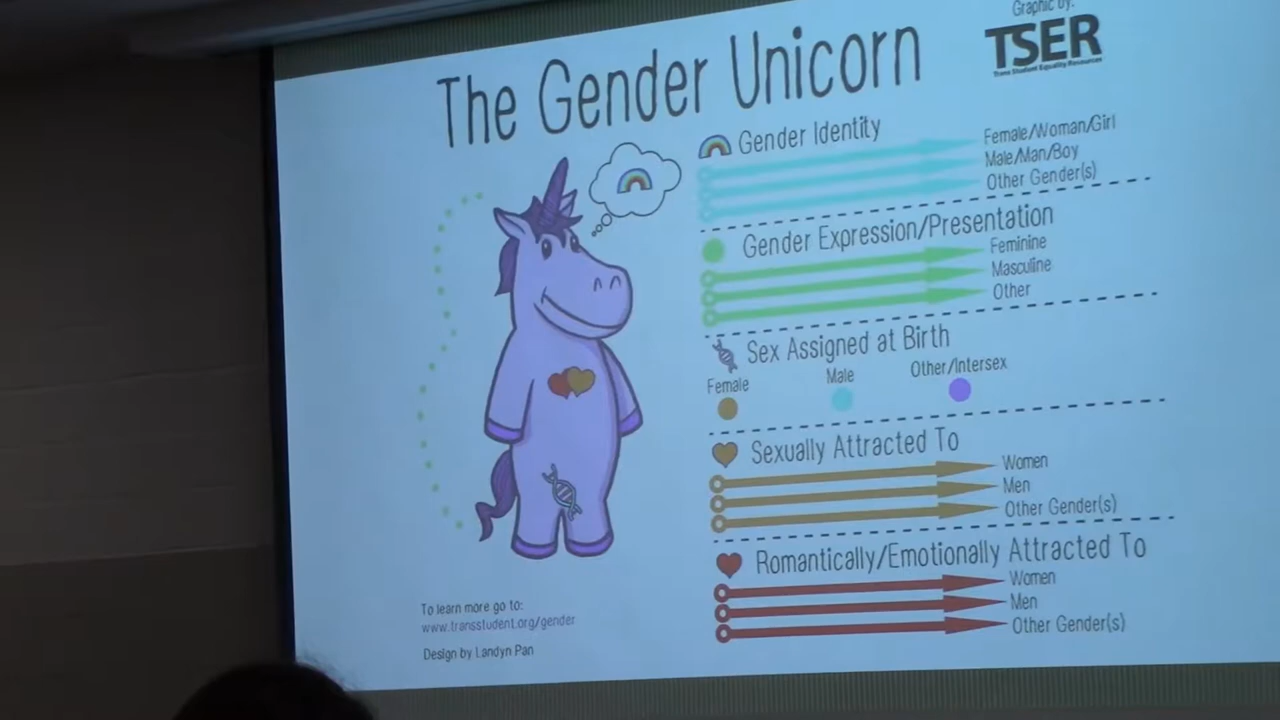 The Gender Unicorn
Graphic by:
TSER
Trans Student Equality Resources
Gender Identity
Female/Woman/Girl
Male/Man/Boy
Other Gender(s)
Gender Expression/Presentation
Feminine
Masculine
Other
Sex Assigned at Birth
Female Male Other/Intersex
Sexually Attracted To
Women
Men
Other Gender(s)
Romantically/Emotionally Attracted To
Women
Men
Other Gender(s)
To learn more go to:
www.transstudent.org/gender
Design by Landyn Pan